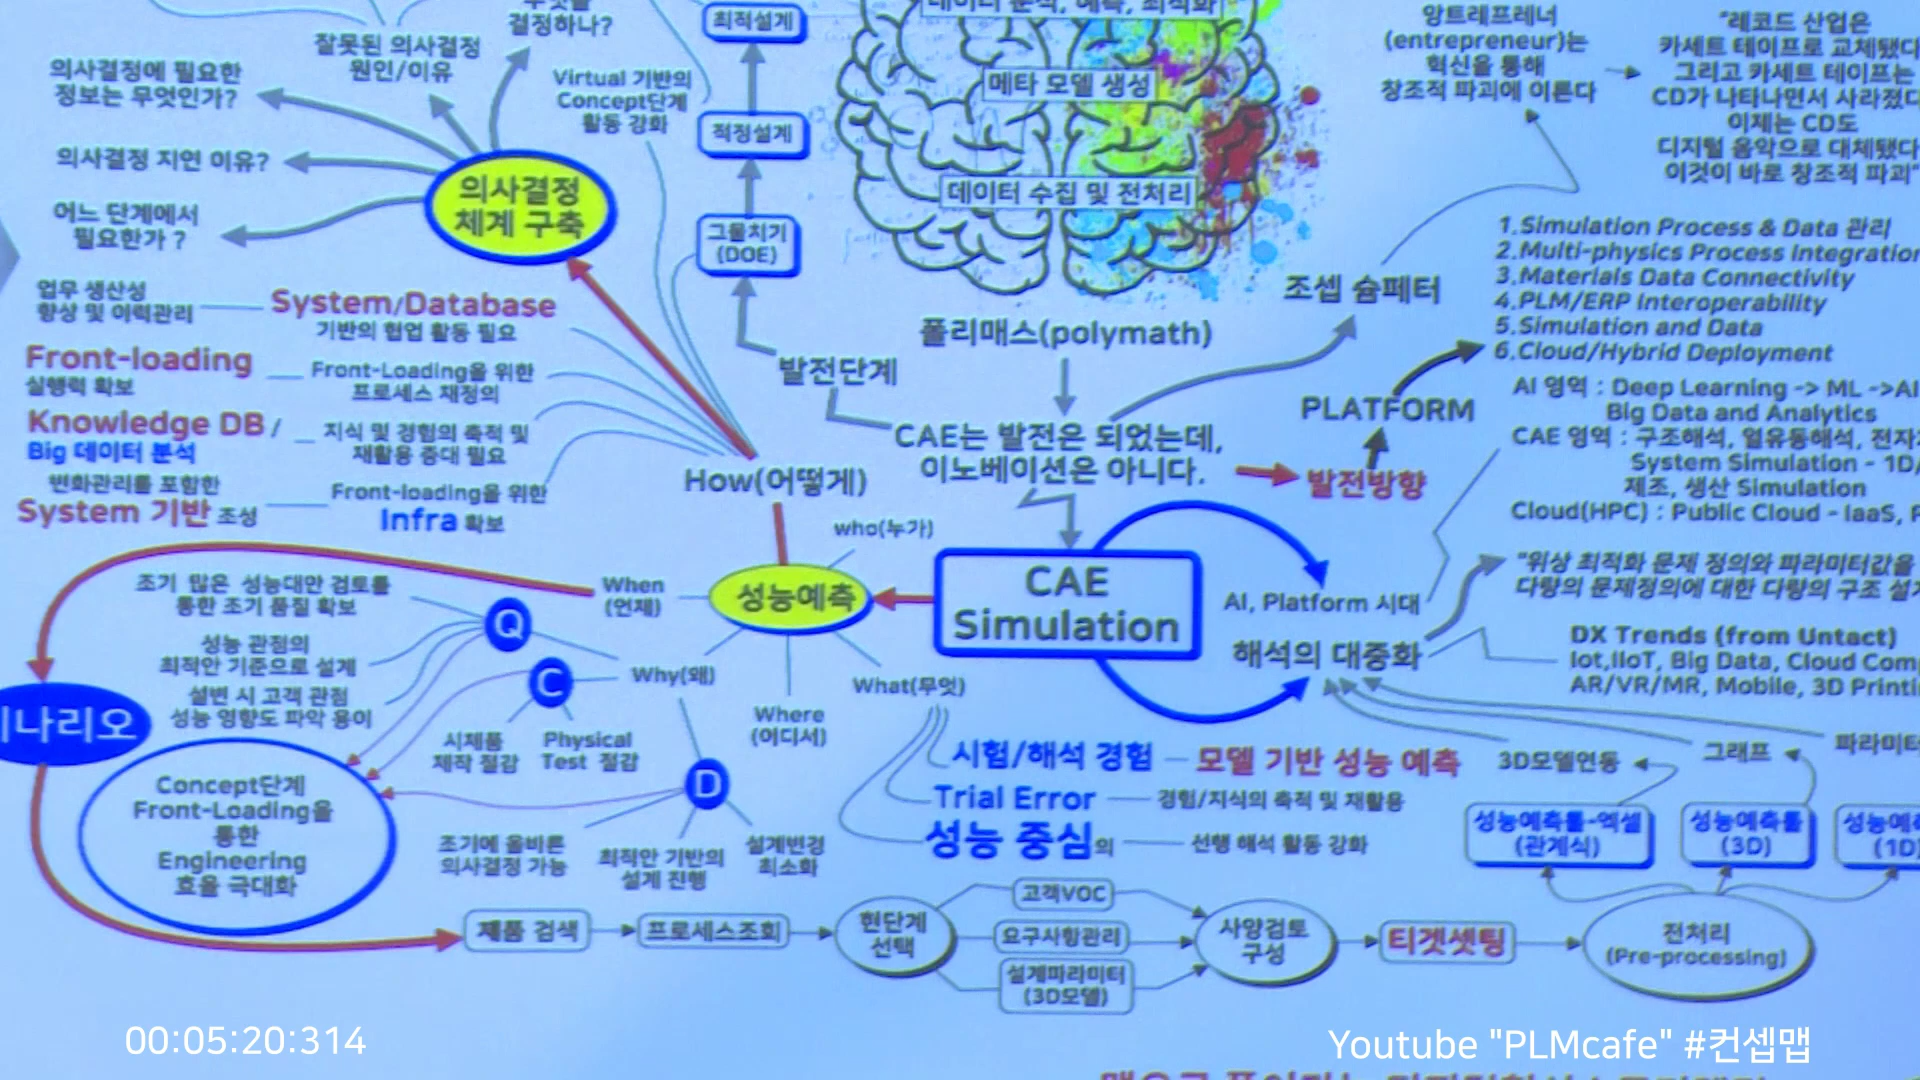 결정하나?
잘못된 의사결정
원인/이유
의사결정에 필요한
정보는 무엇인가?
의사결정 지연 이유?
어느 단계에서
필요한가 ?
의사결정
체계 구축
Virtual 기반의
Concept단계
활동 강화
최적설계
적정설계
그물치기
(DOE)
발전단계
메타 모델 생성
데이터 수집 및 전처리
폴리매스(polymath)
조셉 슘페터
앙트레프레너
(entrepreneur)는
혁신을 통해
창조적 파괴에 이른다
"레코드 산업은
카세트 테이프로 교체됐다
그리고 카세트 테이프는
CD가 나타나면서 사라졌다
이제는 CD도
디지털 음악으로 대체됐다
이것이 바로 창조적 파괴"
1.Simulation Process & Data 관리
2.Multi-physics Process Integration
3.Materials Data Connectivity
4.PLM/ERP Interoperability
5.Simulation and Data
6.Cloud/Hybrid Deployment
PLATFORM
발전방향
AI 영역 : Deep Learning -> ML ->AI
Big Data and Analytics
CAE 영역 : 구조해석, 열유동해석, 전자
System Simulation - 1D/
제조, 생산 Simulation
Cloud(HPC) : Public Cloud - IaaS, P
"위상 최적화 문제 정의와 파라미터값을
다량의 문제정의에 대한 다량의 구조 설
DX Trends (from Untact)
Iot,IIoT, Big Data, Cloud Com
AR/VR/MR, Mobile, 3D Printi
업무 생산성
향상 및 이력관리
System/Database
기반의 협업 활동 필요
Front-loading
실행력 확보
Front-Loading을 위한
프로세스 재정의
Knowledge DB /
Big 데이터 분석
지식 및 경험의 축적 및
재활용 증대 필요
변화관리를 포함한
System 기반 조성
Front-loading을 위한
Infra 확보
How(어떻게)
CAE는 발전은 되었는데,
이노베이션은 아니다.
who(누가)
When
(언제)
성능예측
CAE
Simulation
AI, Platform 시대
해석의 대중화
Why(왜)
Where
(어디서)
What(무엇)
조기 많은 성능대안 검토를
통한 조기 품질 확보
성능 관점의
최적안 기준으로 설계
설변 시 고객 관점
성능 영향도 파악 용이
Q
C
D
시제품
제작 절감
Physical
Test 절감
조기에 올바른
의사결정 가능
최적안 기반의
설계 진행
설계변경
최소화
나리오
Concept단계
Front-Loading을
통한
Engineering
효율 극대화
시험/해석 경험
모델 기반 성능 예측
Trial Error
경험/지식의 축적 및 재활용
성능 중심의
선행 해석 활동 강화
3D모델연동
그래프
파라미터
성능예측툴-엑셀
(관계식)
성능예측툴
(3D)
성능예측
(1D)
제품 검색
프로세스조회
현단계
선택
고객VOC
요구사항관리
설계파라미터
(3D모델)
사양검토
구성
티겟셋팅
전처리
(Pre-processing)
00:05:20:314
Youtube "PLMcafe" #컨셉맵